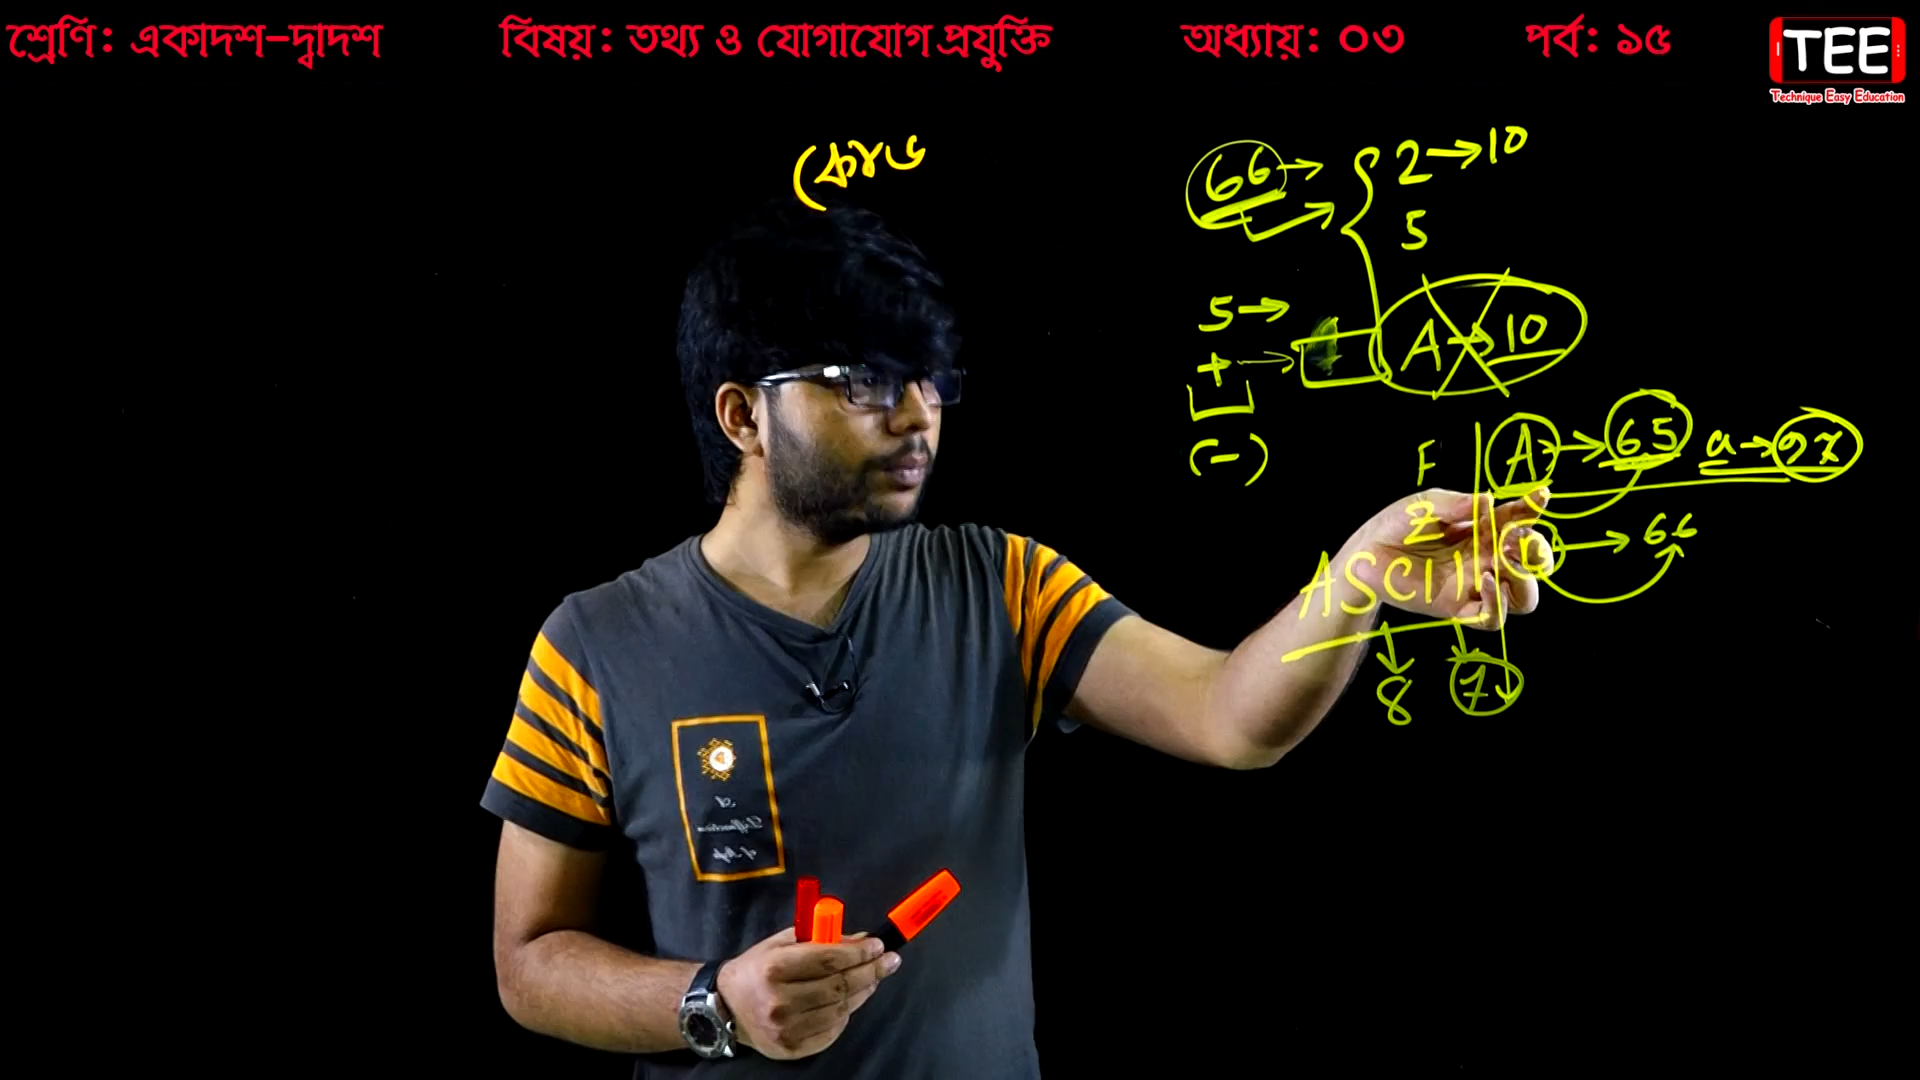 শ্রেণি: একাদশ-দ্বাদশ বিষয়: তথ্য ও যোগাযোগ প্রযুক্তি অধ্যায়: ০৩ পর্ব: ১৫
TEE
Technique Easy Education
কোড
66 → 2 → 10
5
5 →
+ → A → 10
(-)
F A → 65 a → 97
Z → 66
ASCII
8 7